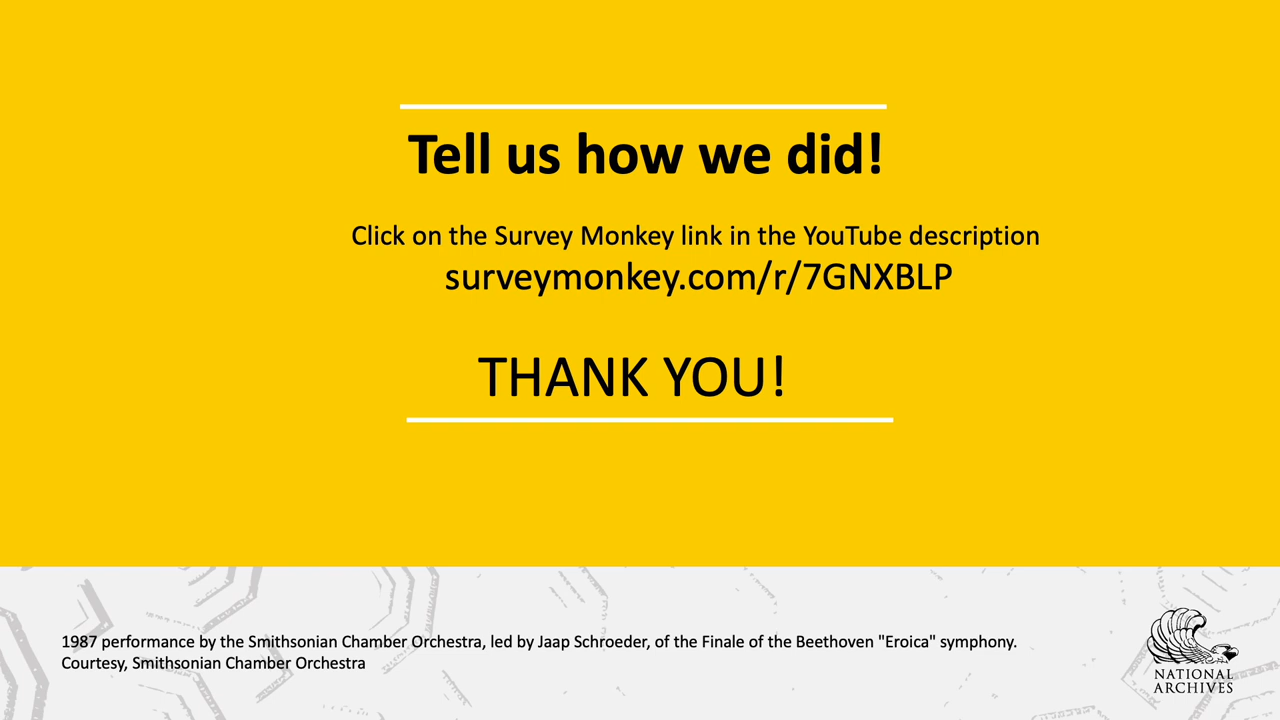 Tell us how we did!
Click on the Survey Monkey link in the YouTube description
surveymonkey.com/r/7GNXBLP
THANK YOU!
1987 performance by the Smithsonian Chamber Orchestra, led by Jaap Schroeder, of the Finale of the Beethoven "Eroica" symphony.
Courtesy, Smithsonian Chamber Orchestra
NATIONAL
ARCHIVES